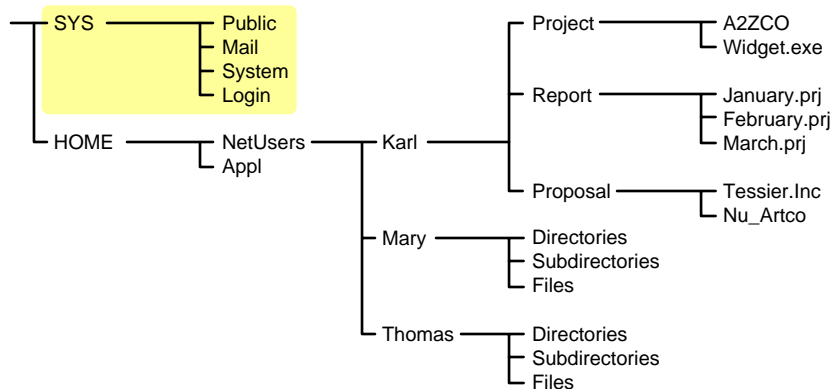 SYS Public Project A2ZCO
Mail Widget.exe
System
Login Report January.prj
February.prj
HOME NetUsers Karl March.prj
Appl
Proposal Tessier.Inc
Nu_Artco
Mary Directories
Subdirectories
Files
Thomas Directories
Subdirectories
Files